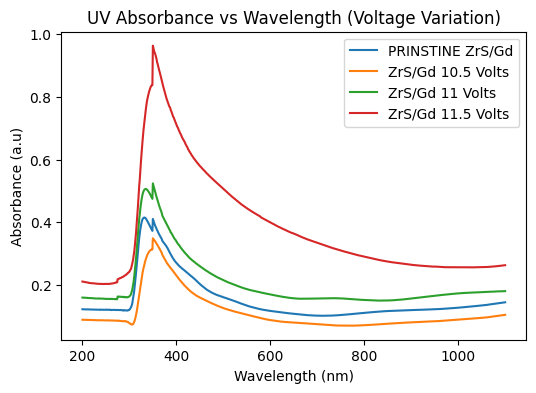 UV Absorbance vs Wavelength (Voltage Variation)
PRINSTINE ZrS/Gd
ZrS/Gd 10.5 Volts
ZrS/Gd 11 Volts
ZrS/Gd 11.5 Volts
Absorbance (a.u)
1.0
0.8
0.6
0.4
0.2
200 400 600 800 1000
Wavelength (nm)